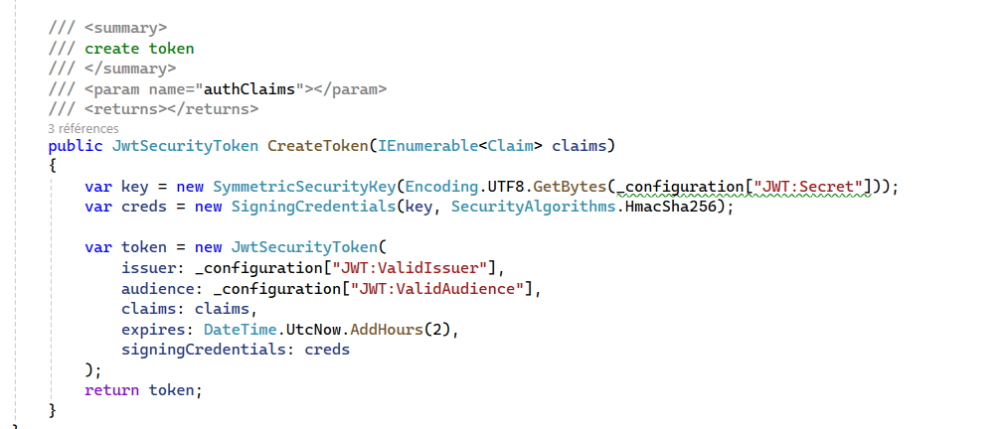 /// <summary>
/// create token
/// </summary>
/// <param name="authClaims"></param>
/// <returns></returns>
3 références
public JwtSecurityToken CreateToken(IEnumerable<Claim> claims)
{
var key = new SymmetricSecurityKey(Encoding.UTF8.GetBytes(_configuration["JWT:Secret"]));
var creds = new SigningCredentials(key, SecurityAlgorithms.HmacSha256);
var token = new JwtSecurityToken(
issuer: _configuration["JWT:ValidIssuer"],
audience: _configuration["JWT:ValidAudience"],
claims: claims,
expires: DateTime.UtcNow.AddHours(2),
signingCredentials: creds
);
return token;
}